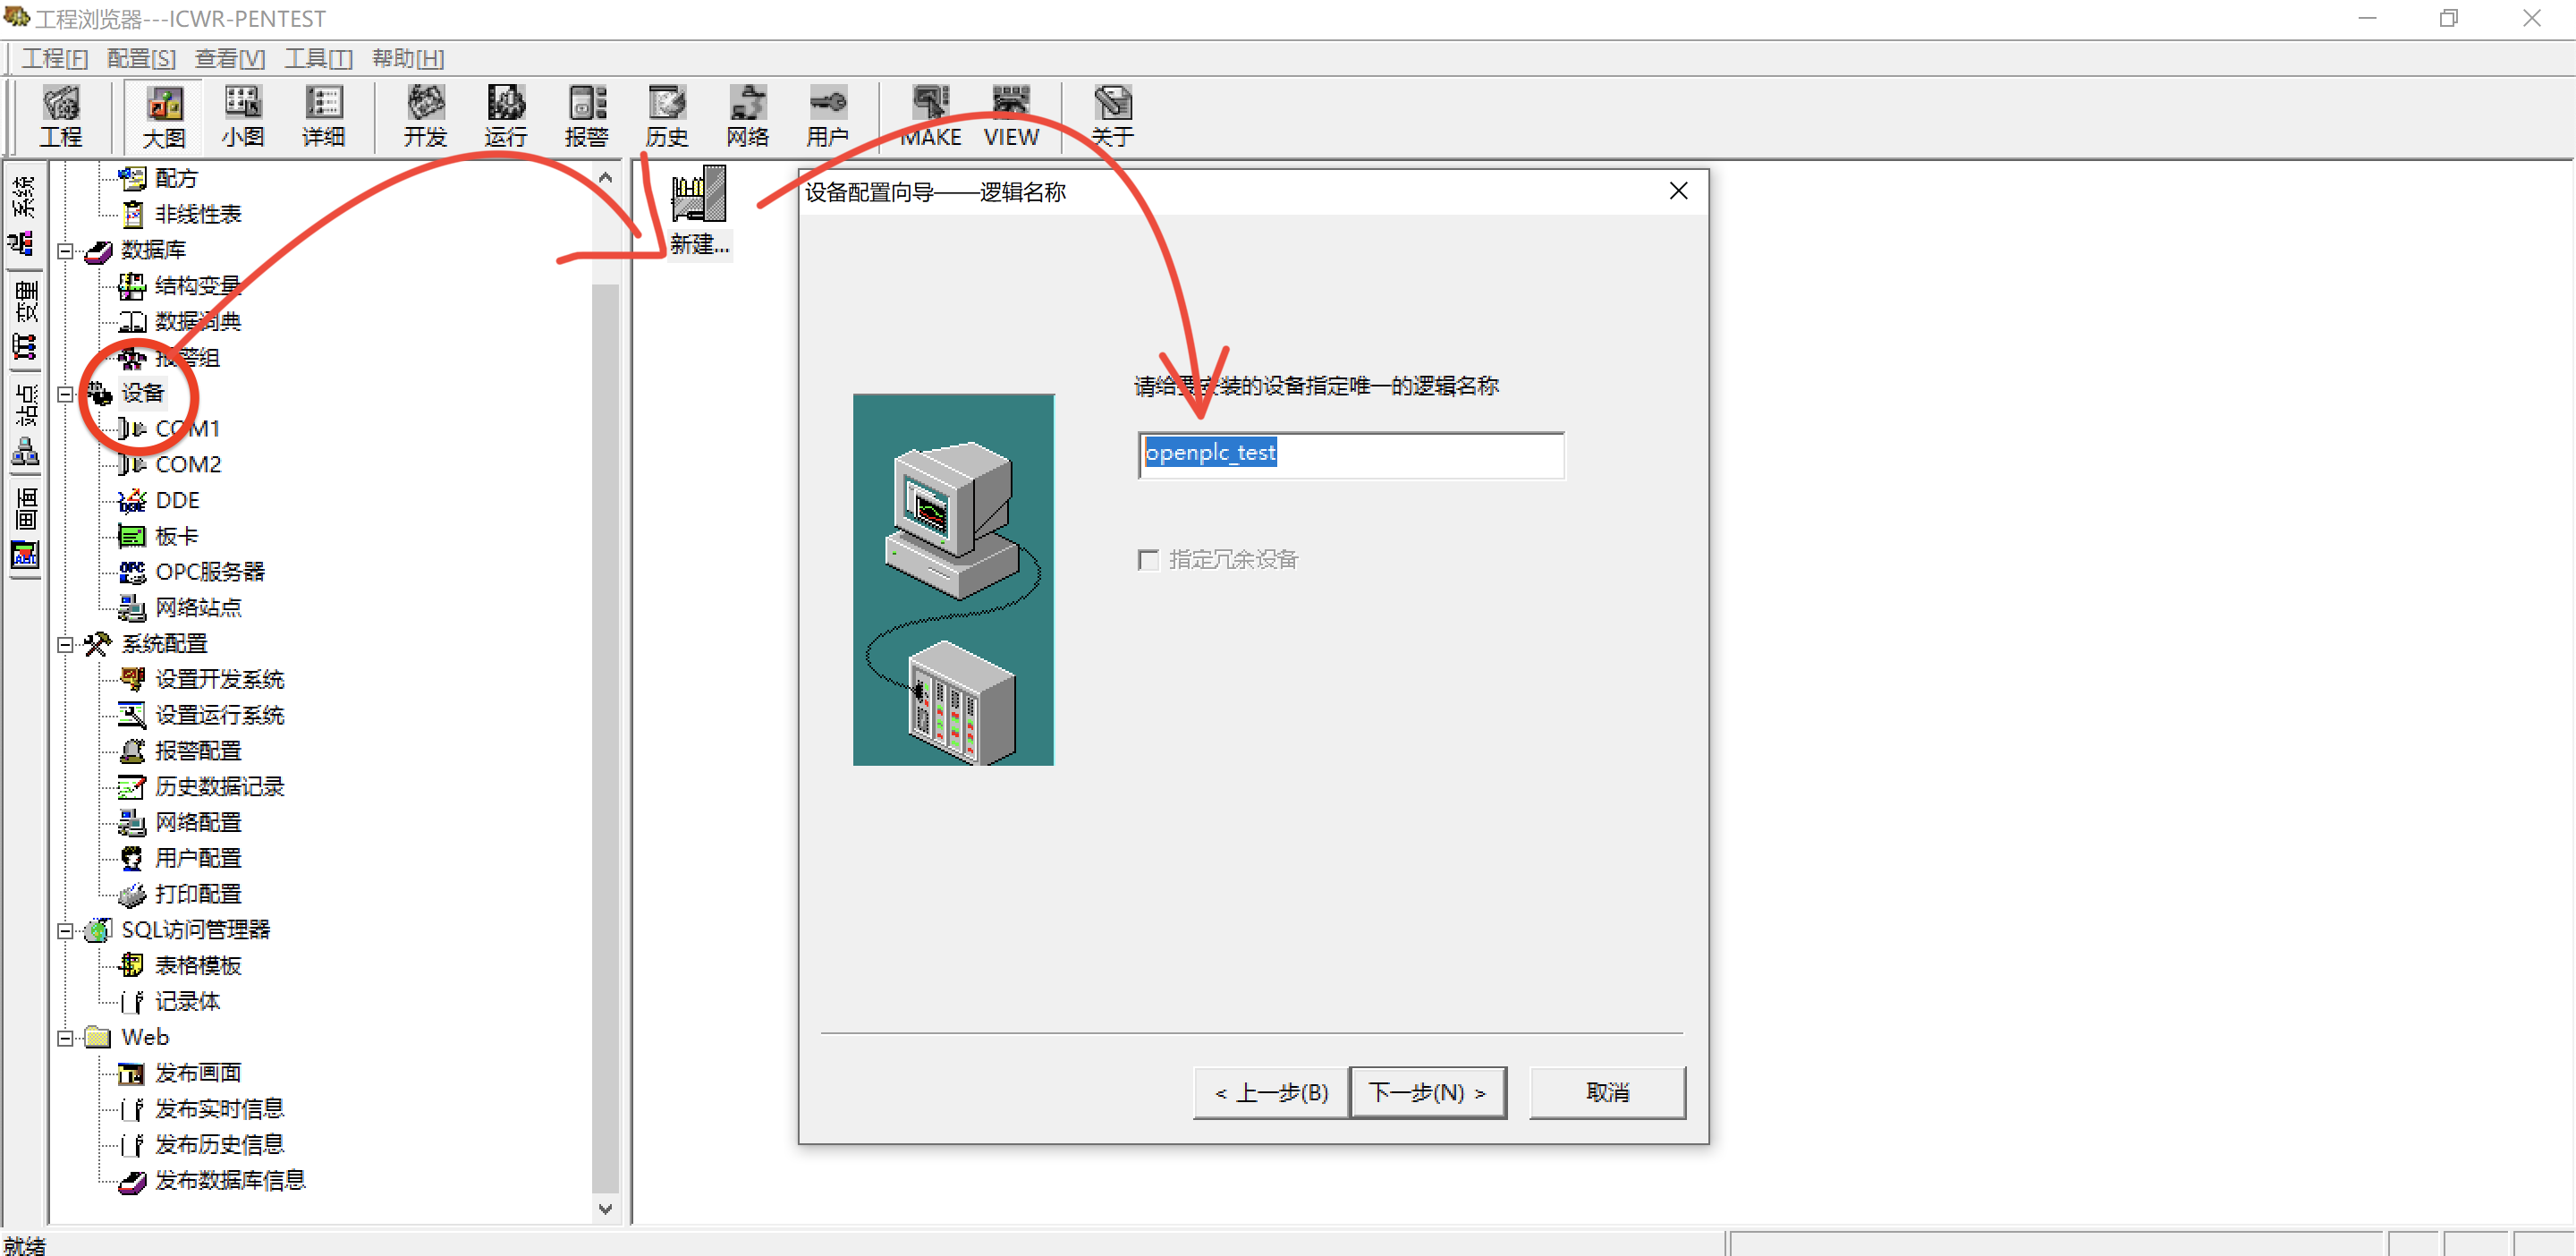 工程浏览器---ICWR-PENTEST
工程[F] 配置[S] 查看[V] 工具[T] 帮助[H]
工程 大图 小图 详细 开发 运行 报警 历史 网络 用户 MAKE VIEW 关于
系统
变量
站点
画面
配方
非线性表
数据库
结构变量
数据词典
报警组
设备
COM1
COM2
DDE
板卡
OPC服务器
网络站点
系统配置
设置开发系统
设置运行系统
报警配置
历史数据记录
网络配置
用户配置
打印配置
SQL访问管理器
表格模板
记录体
Web
发布画面
发布实时信息
发布历史信息
发布数据库信息
新建...
设备配置向导——逻辑名称
请给要安装的设备指定唯一的逻辑名称
openplc_test
指定冗余设备
< 上一步(B) 下一步(N) > 取消
就绪